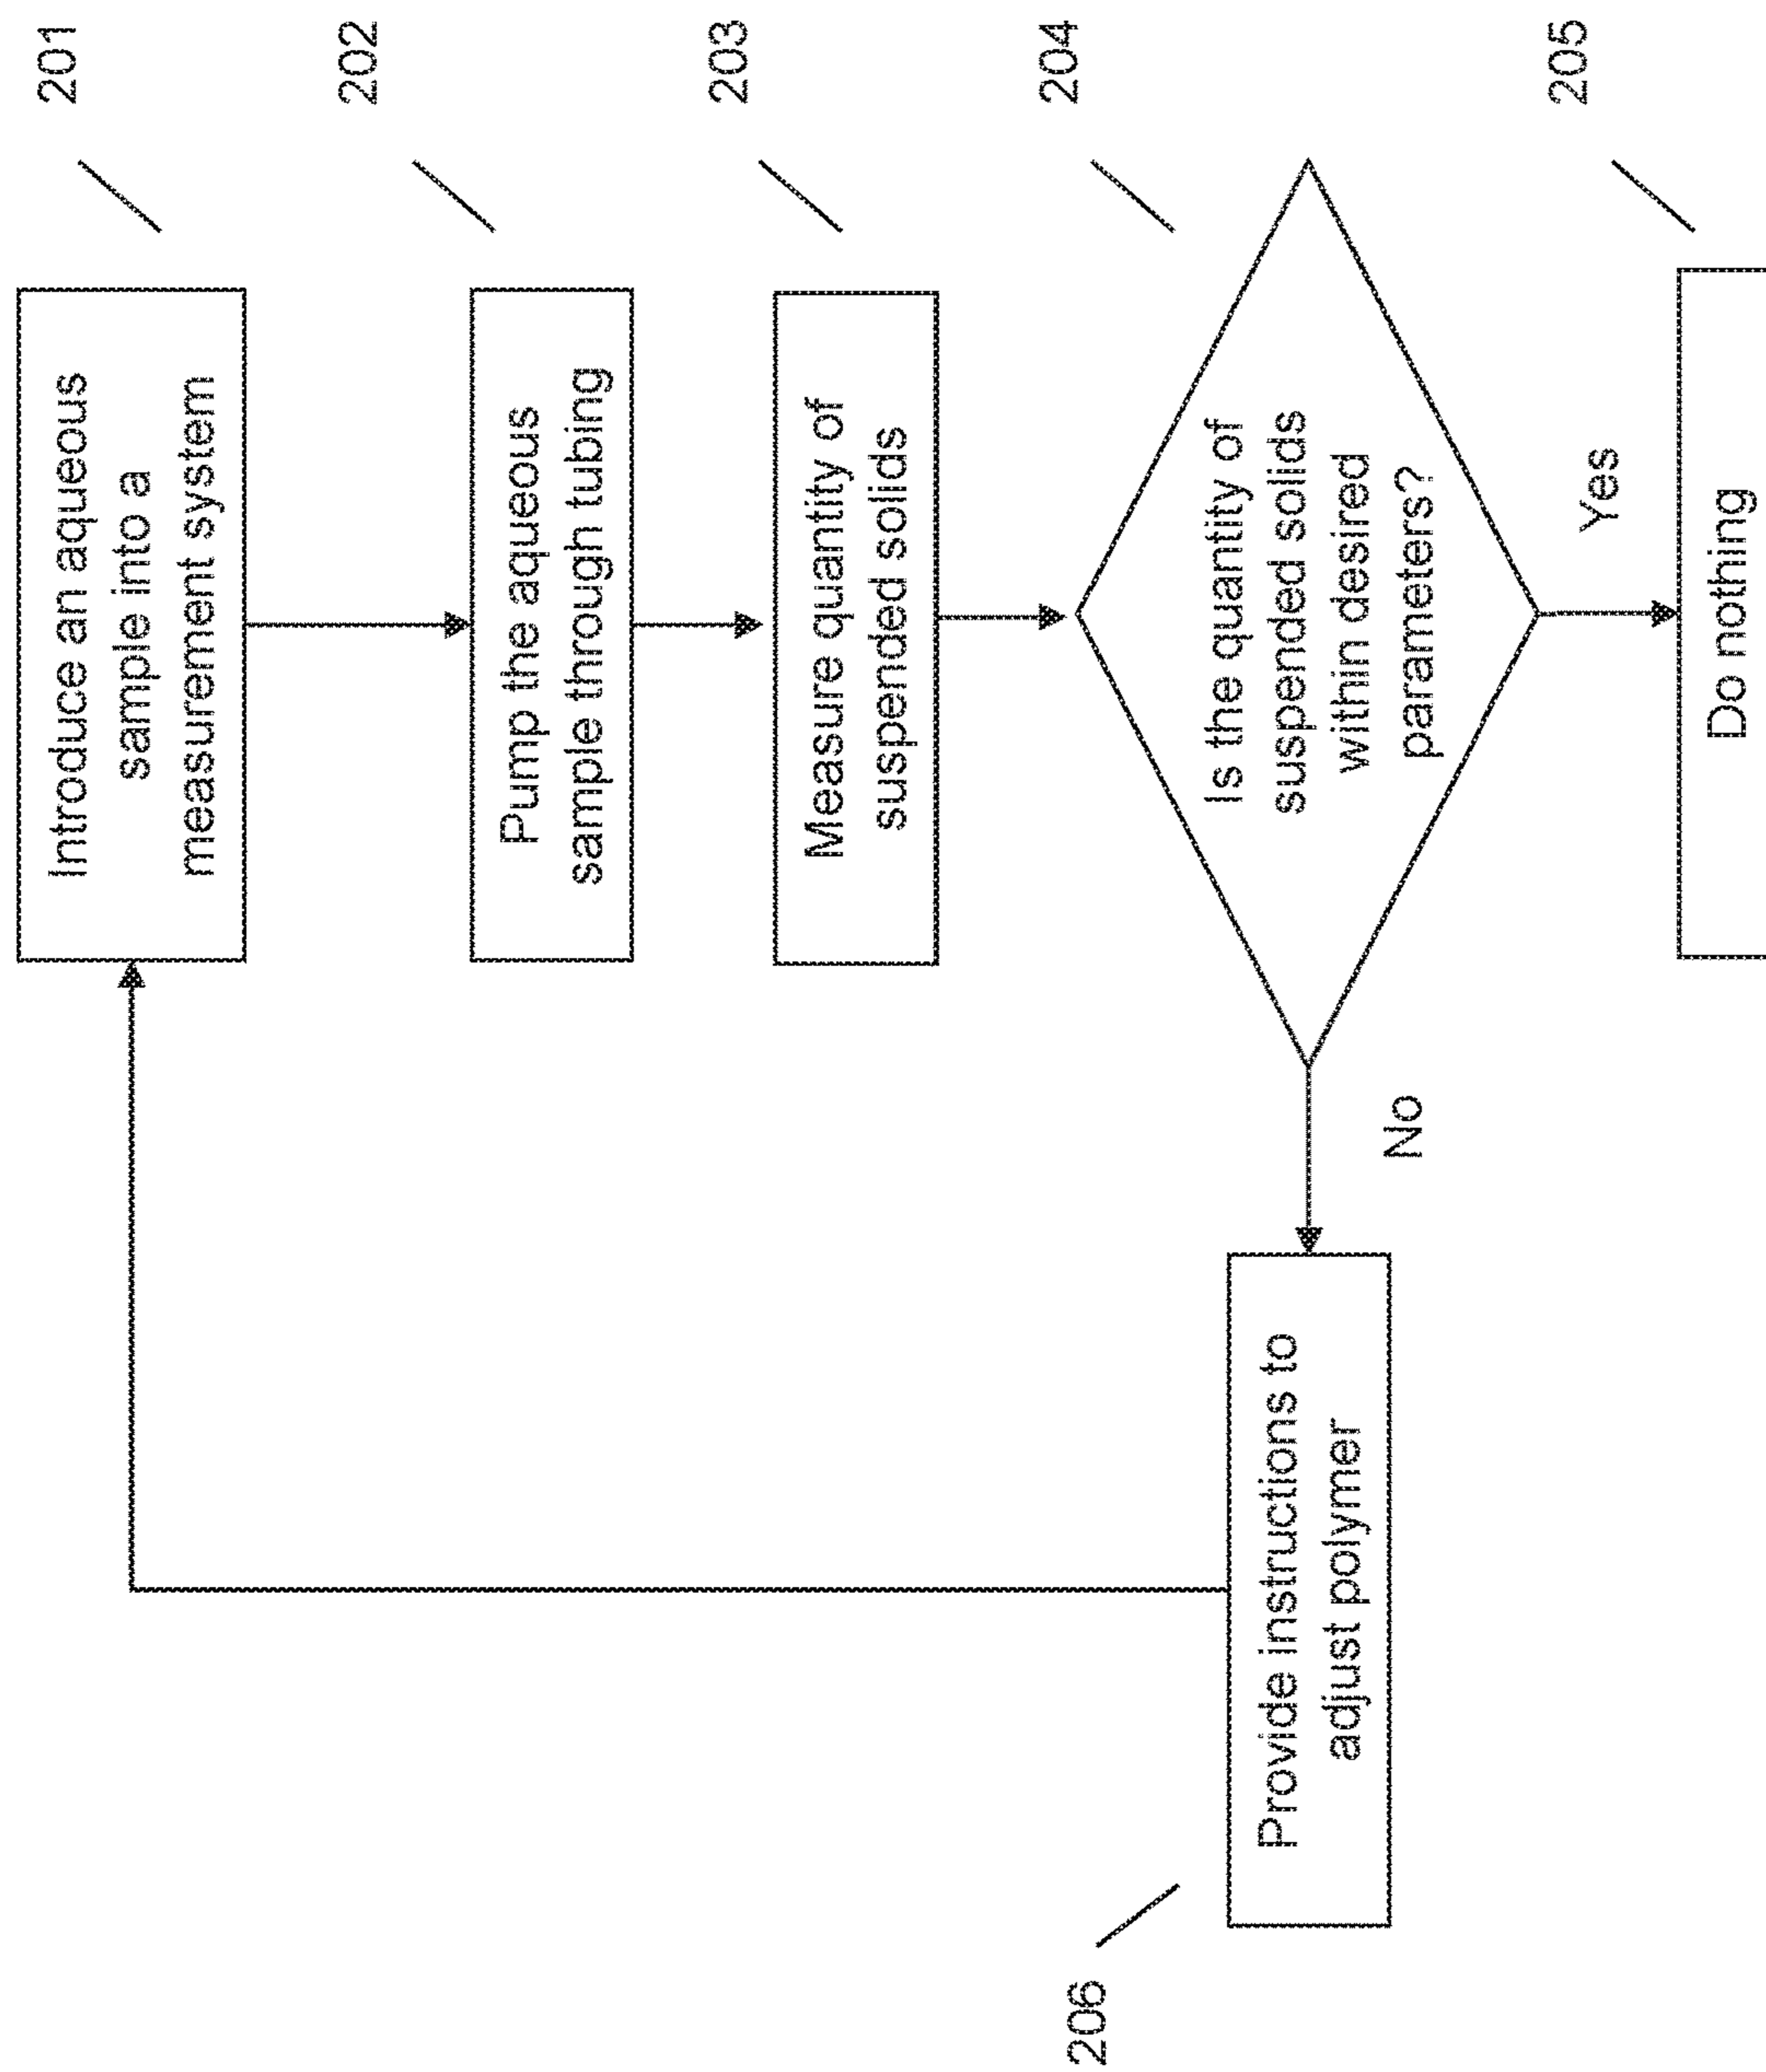 201
Introduce an aqueous
sample into a
measurement system
202
Pump the aqueous
sample through tubing
203
Measure quantity of
suspended solids
204
Is the quantity of
suspended solids
within desired
parameters?
Yes
205
Do nothing
No
206
Provide instructions to
adjust polymer